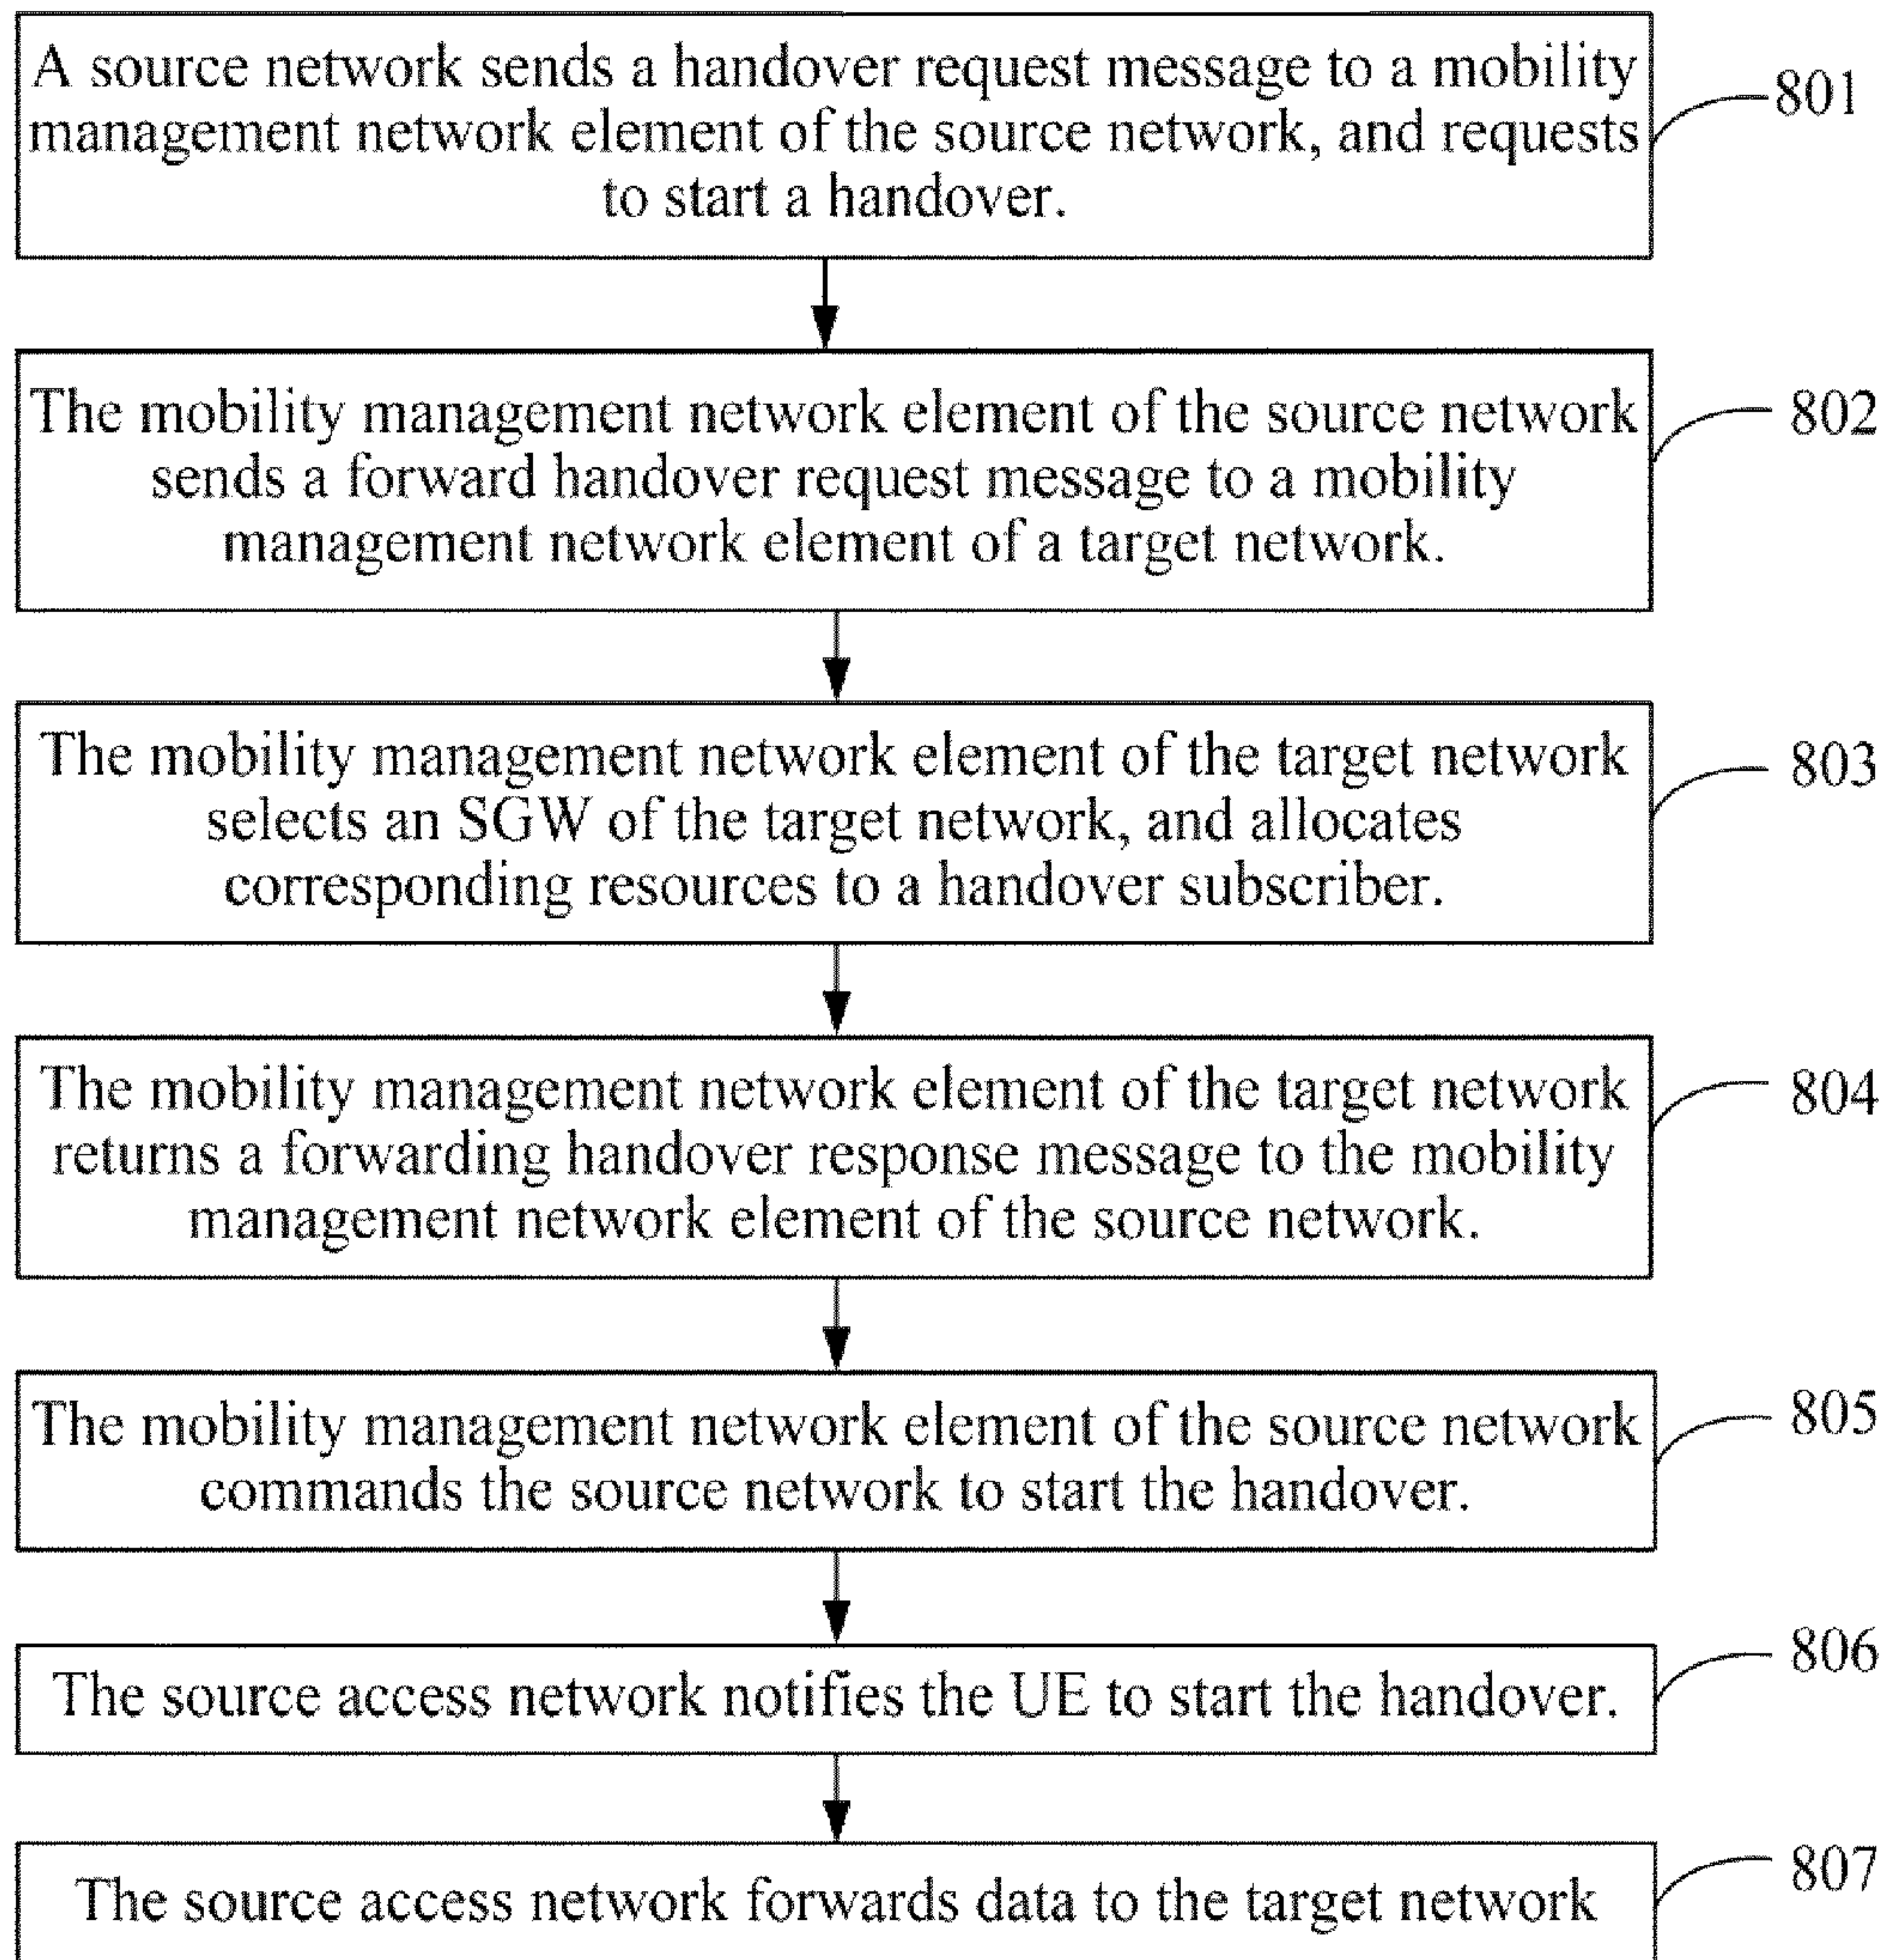 A source network sends a handover request message to a mobility
management network element of the source network, and requests
to start a handover.
801
The mobility management network element of the source network
sends a forward handover request message to a mobility
management network element of a target network.
802
The mobility management network element of the target network
selects an SGW of the target network, and allocates
corresponding resources to a handover subscriber.
803
The mobility management network element of the target network
returns a forwarding handover response message to the mobility
management network element of the source network.
804
The mobility management network element of the source network
commands the source network to start the handover.
805
The source access network notifies the UE to start the handover.
806
The source access network forwards data to the target network
807